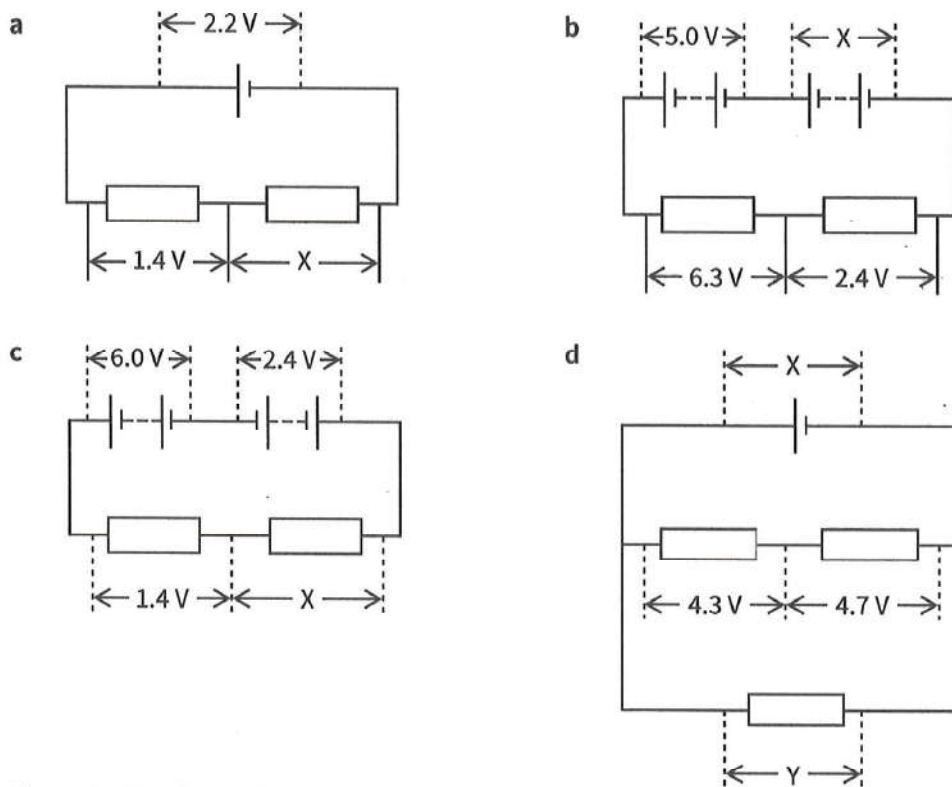 a
2.2 V
1.4 V
X
b
5.0 V
X
6.3 V
2.4 V
c
6.0 V
2.4 V
1.4 V
X
d
X
4.3 V
4.7 V
Y